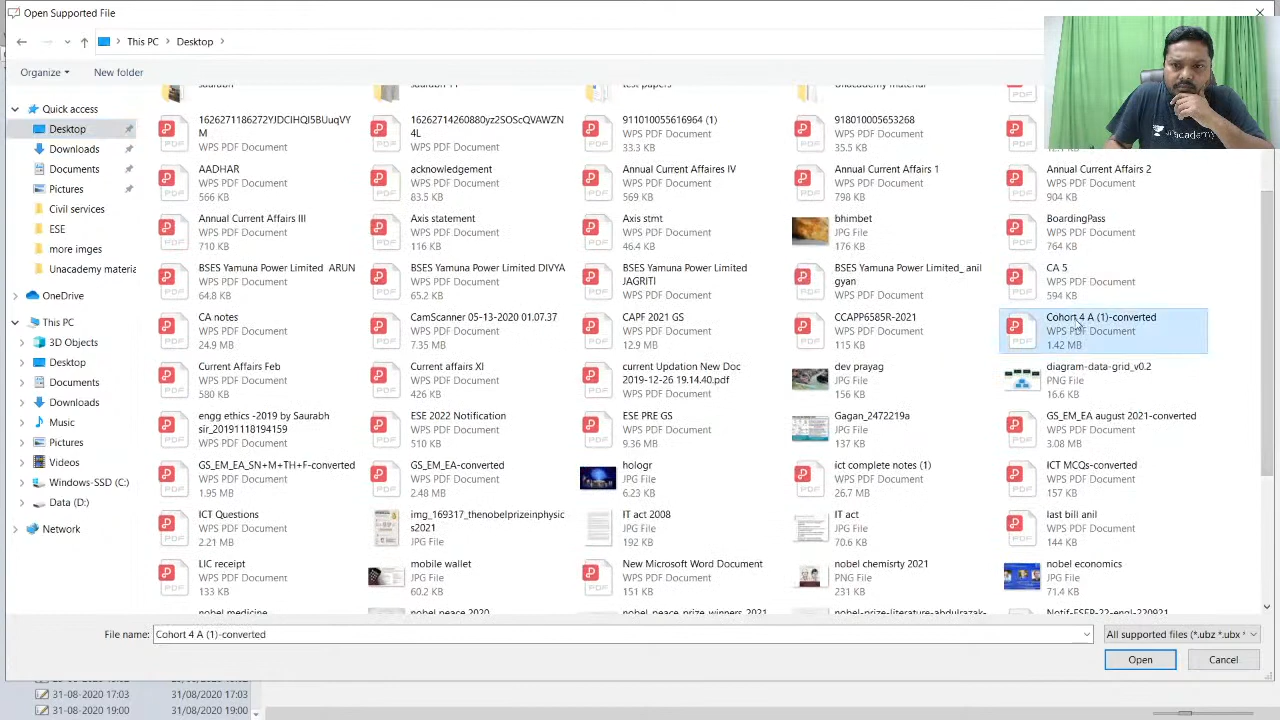 Open Supported File
This PC
Desktop
Organize
New folder
saurabh
Unacademy material
Quick access
Desktop
Downloads
Documents
Pictures
Civil services
ESE
more imges
Unacademy materia
OneDrive
This PC
3D Objects
Desktop
Documents
Downloads
Music
Pictures
Videos
Windows SSD (C:)
Data (D:)
Network
M
WPS PDF Document
4L
WPS PDF Document
911010055616964 (1)
WPS PDF Document
33.3 KB
918010005653268
WPS PDF Document
35.5 KB
AADHAR
WPS PDF Document
566 KB
acknowledgement
WPS PDF Document
83.5 KB
Annual Current Affairs IV
WPS PDF Document
569 KB
Annual Current Affairs 1
WPS PDF Document
798 KB
Annual Current Affairs 2
WPS PDF Document
904 KB
Annual Current Affairs III
WPS PDF Document
710 KB
Axis statement
WPS PDF Document
116 KB
Axis stmt
WPS PDF Document
46.4 KB
bhimbet
JPG File
176 KB
BoardingPass
WPS PDF Document
764 KB
BSES Yamuna Power Limited ARUN
WPS PDF Document
64.8 KB
BSES Yamuna Power Limited DIVYA
WPS PDF Document
65.2 KB
BSES Yamuna Power Limited
JAGRITI
WPS PDF Document
BSES Yamuna Power Limited_ anil
gyan
WPS PDF Document
CA 5
WPS PDF Document
594 KB
CA notes
WPS PDF Document
24.9 MB
CamScanner 05-13-2020 01.07.37
WPS PDF Document
7.35 MB
CAPF 2021 GS
WPS PDF Document
12.9 MB
CCAPP6585R-2021
WPS PDF Document
115 KB
Cohort 4 A (1)-converted
WPS PDF Document
1.42 MB
Current Affairs Feb
WPS PDF Document
580 KB
Current affairs XI
WPS PDF Document
426 KB
current Updation New Doc
2019-12-26 19.14.40.pdf
WPS PDF Document
dev prayag
JPG File
156 KB
diagram-data-grid_v0.2
PNG File
16.6 KB
engg ethics -2019 by Saurabh
sir_20191118194159
WPS PDF Document
ESE 2022 Notification
WPS PDF Document
510 KB
ESE PRE GS
WPS PDF Document
9.36 MB
Gagan_2472219a
JPG File
137 KB
GS_EM_EA august 2021-converted
WPS PDF Document
3.08 MB
GS_EM_EA_SN+M+TH+F-converted
WPS PDF Document
1.95 MB
GS_EM_EA-converted
WPS PDF Document
2.48 MB
hologr
JPG File
6.23 KB
ict complete notes (1)
WPS PDF Document
26.7 MB
ICT MCQs-converted
WPS PDF Document
157 KB
ICT Questions
WPS PDF Document
2.21 MB
img_169317_thenobelprizeinphysic
s2021
JPG File
IT act 2008
JPG File
192 KB
IT act
JPG File
70.6 KB
last bill anil
WPS PDF Document
144 KB
LIC receipt
WPS PDF Document
133 KB
mobile wallet
JPG File
60.2 KB
New Microsoft Word Document
WPS PDF Document
151 KB
nobel chemisrty 2021
PNG File
231 KB
nobel economics
JPG File
71.4 KB
nobel medicine
nobel peace 2020
nobel_peace_prize_winners_2021
nobel-prize-literature-abdulrazak-
Notif-ESEP-22-engl-220921
File name:
Cohort 4 A (1)-converted
All supported files (*.ubz *.ubx *
Open
Cancel
31-08-2020 17:03
31/08/2020 17:03
31-08-2020 19:00
31/08/2020 19:00